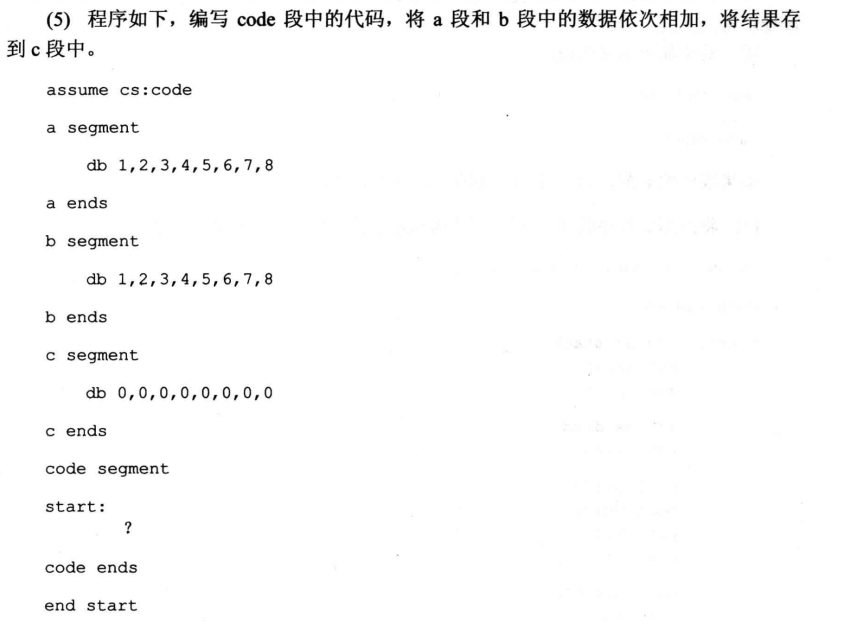 (5) 程序如下，编写 code 段中的代码，将 a 段和 b 段中的数据依次相加，将结果存
到 c 段中。
assume cs:code
a segment
db 1,2,3,4,5,6,7,8
a ends
b segment
db 1,2,3,4,5,6,7,8
b ends
c segment
db 0,0,0,0,0,0,0,0
c ends
code segment
start:
?
code ends
end start